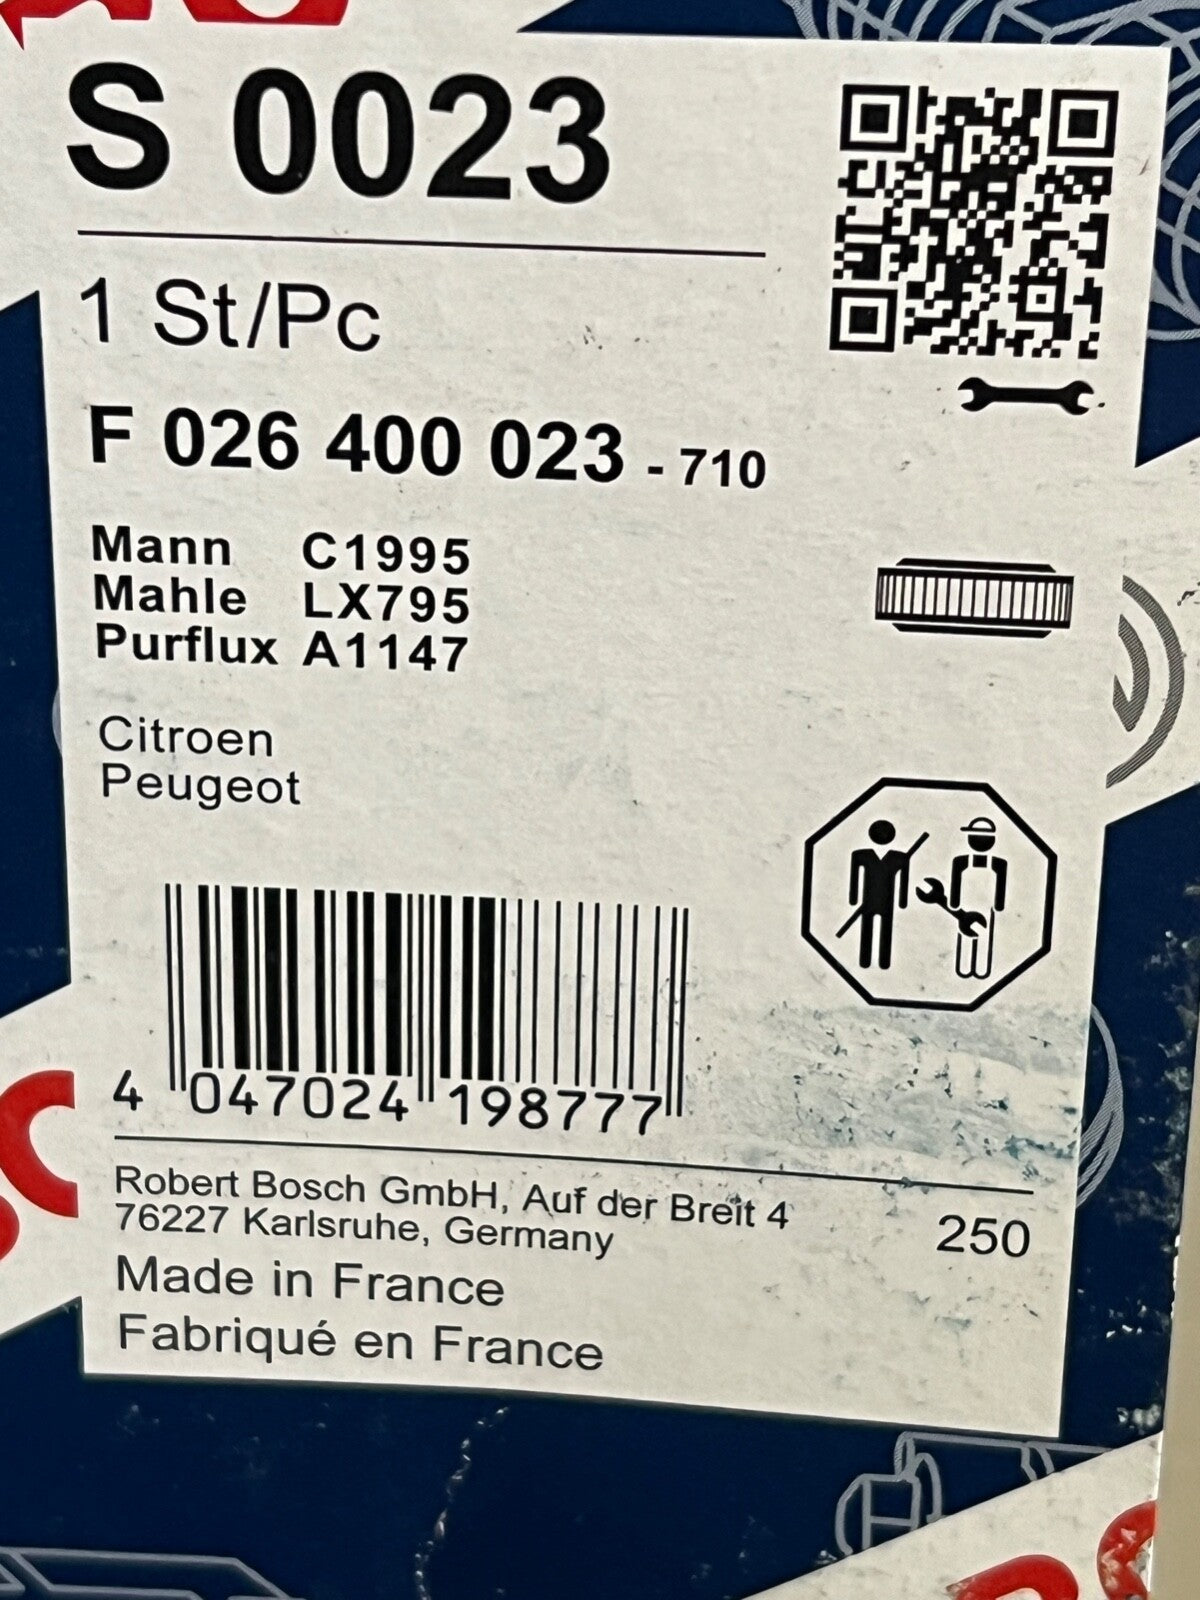 S 0023
1 St/Pc
F 026 400 023 - 710
Mann C1995
Mahle LX795
Purflux A1147
Citroen
Peugeot
4 047024 198777
Robert Bosch GmbH, Auf der Breit 4
76227 Karlsruhe, Germany
250
Made in France
Fabriqué en France